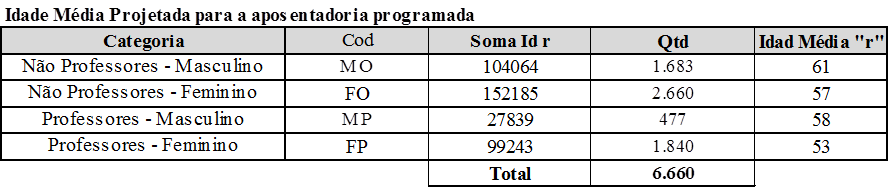 Idade Média Projetada para a aposentadoria programada
Categoria Cod Soma Id r Qtd Idad Média "r"
Não Professores - Masculino MO 104064 1.683 61
Não Professores - Feminino FO 152185 2.660 57
Professores - Masculino MP 27839 477 58
Professores - Feminino FP 99243 1.840 53
Total 6.660